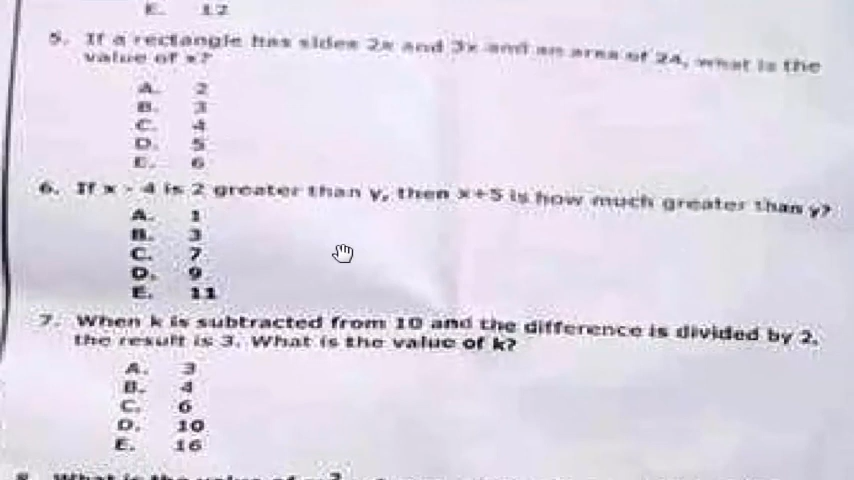 E. 12
5. If a rectangle has sides 2x and 3x and an area of 24, what is the
value of x?
A. 2
B. 3
C. 4
D. 5
E. 6
6. If x - 4 is 2 greater than y, then x+5 is how much greater than y?
A. 1
B. 3
C. 7
D. 9
E. 11
7. When k is subtracted from 10 and the difference is divided by 2,
the result is 3. What is the value of k?
A. 3
B. 4
C. 6
D. 10
E. 16
8. What is the value of